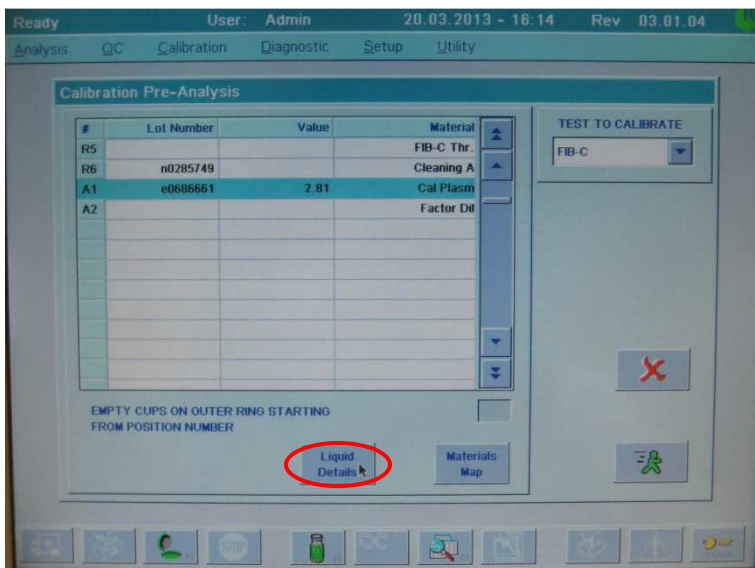 Ready User: Admin 20.03.2013 - 16:14 Rev 03.01.04
Analysis QC Calibration Diagnostic Setup Utility
Calibration Pre-Analysis
# Lot Number Value Material
R5 FIB-C Thr.
R6 n0285749 Cleaning A
A1 e0686661 2.81 Cal Plasm
A2 Factor Dil
TEST TO CALIBRATE
FIB-C
EMPTY CUPS ON OUTER RING STARTING
FROM POSITION NUMBER
Liquid
Details
Materials
Map
STOP
QC